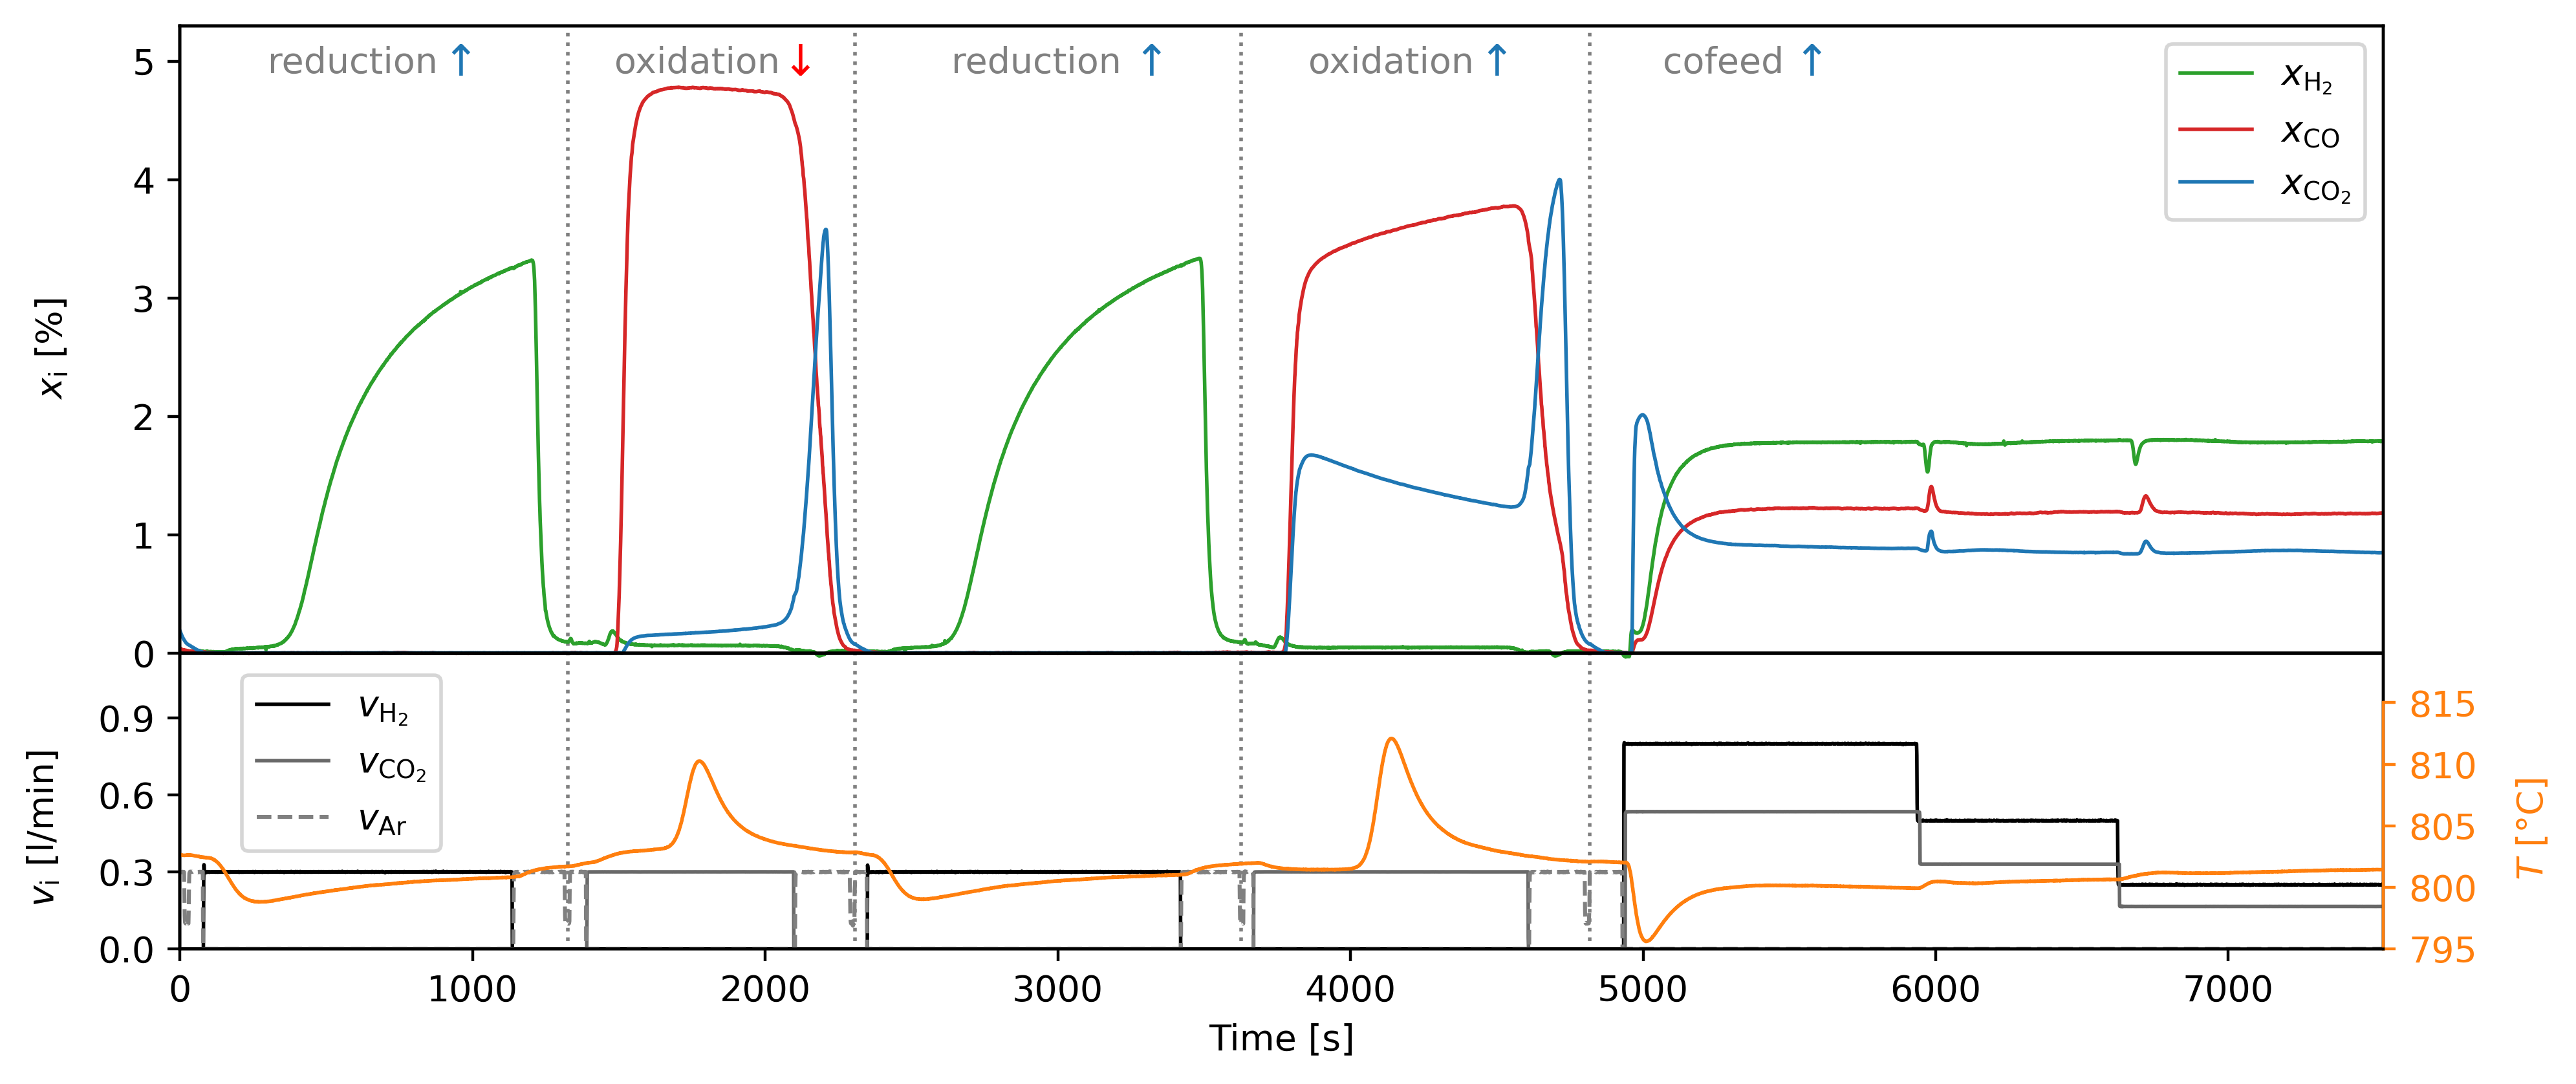 reduction ↑ oxidation ↓ reduction ↑ oxidation ↑ cofeed ↑
x_H₂
x_CO
x_CO₂
x_i [%]
5
4
3
2
1
0
v_H₂
v_CO₂
v_Ar
v_i [l/min]
0.9
0.6
0.3
0.0
815
810
805
800
795
T [°C]
0 1000 2000 3000 4000 5000 6000 7000
Time [s]